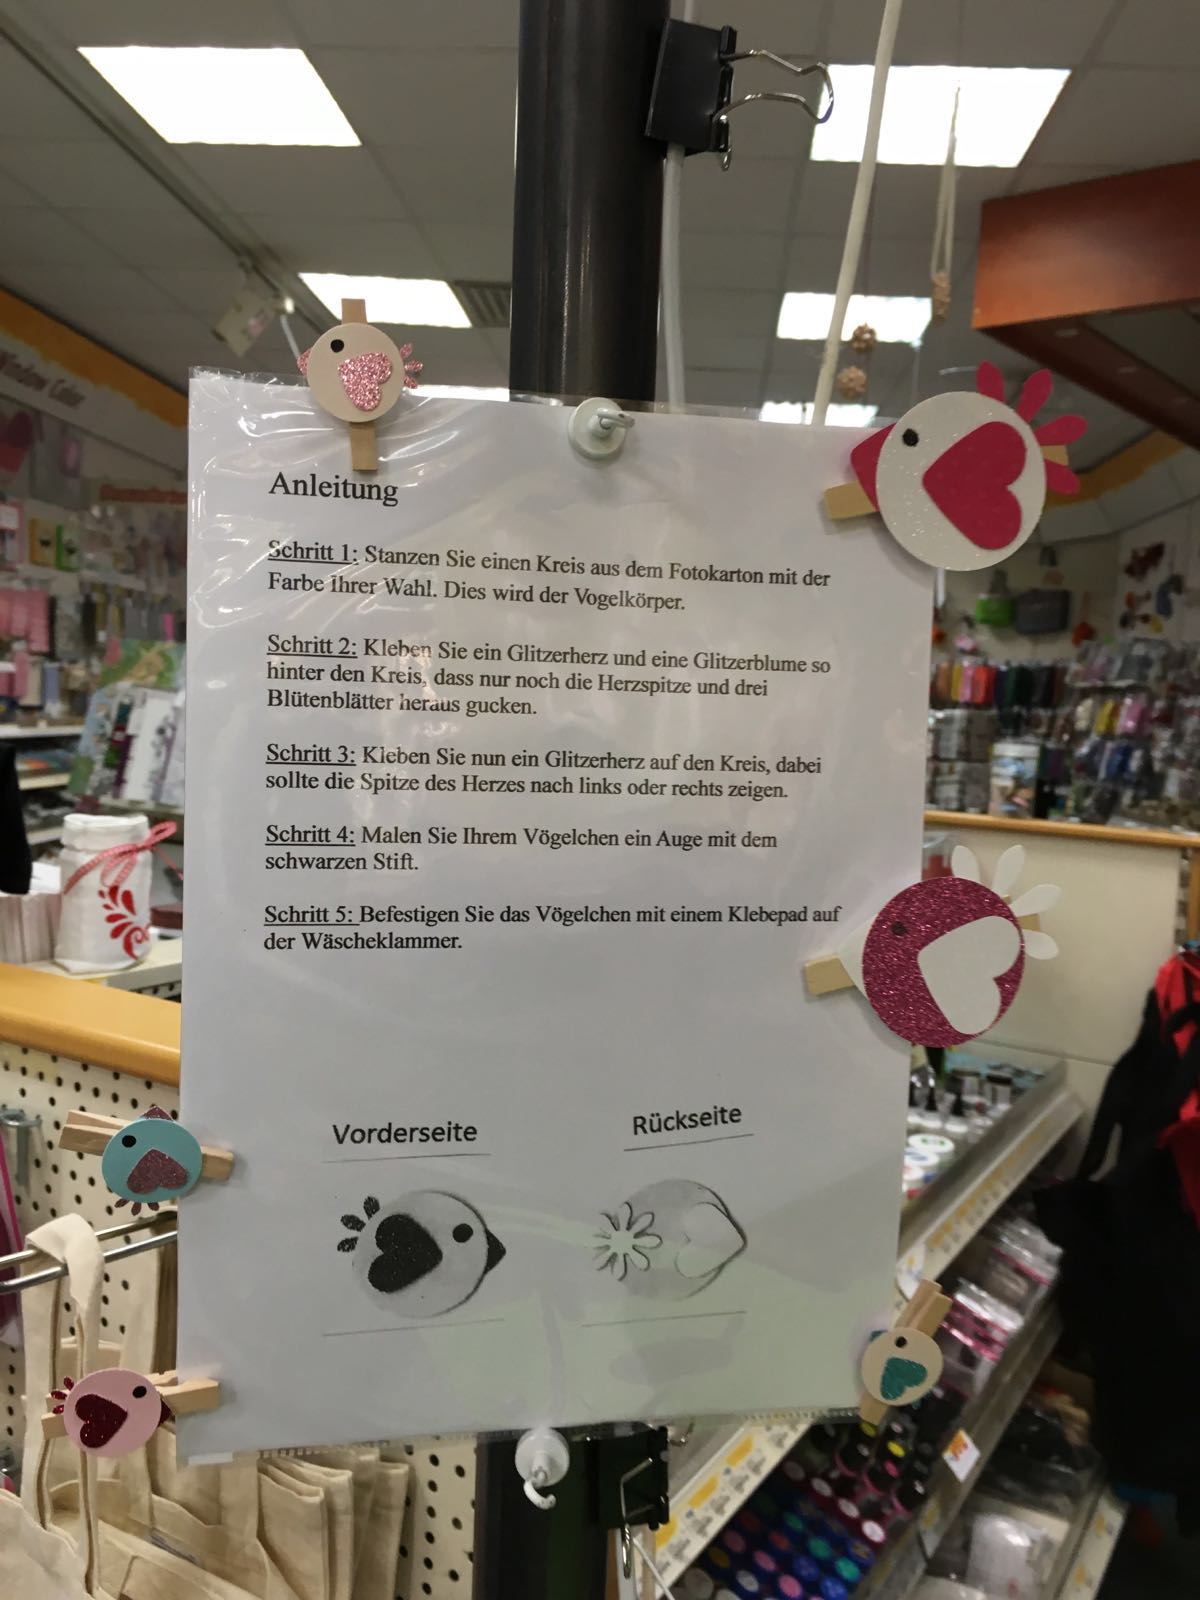 Window Color
Anleitung
Schritt 1: Stanzen Sie einen Kreis aus dem Fotokarton mit der
Farbe Ihrer Wahl. Dies wird der Vogelkörper.
Schritt 2: Kleben Sie ein Glitzerherz und eine Glitzerblume so
hinter den Kreis, dass nur noch die Herzspitze und drei
Blütenblätter heraus gucken.
Schritt 3: Kleben Sie nun ein Glitzerherz auf den Kreis, dabei
sollte die Spitze des Herzes nach links oder rechts zeigen.
Schritt 4: Malen Sie Ihrem Vögelchen ein Auge mit dem
schwarzen Stift.
Schritt 5: Befestigen Sie das Vögelchen mit einem Klebepad auf
der Wäscheklammer.
Vorderseite
Rückseite